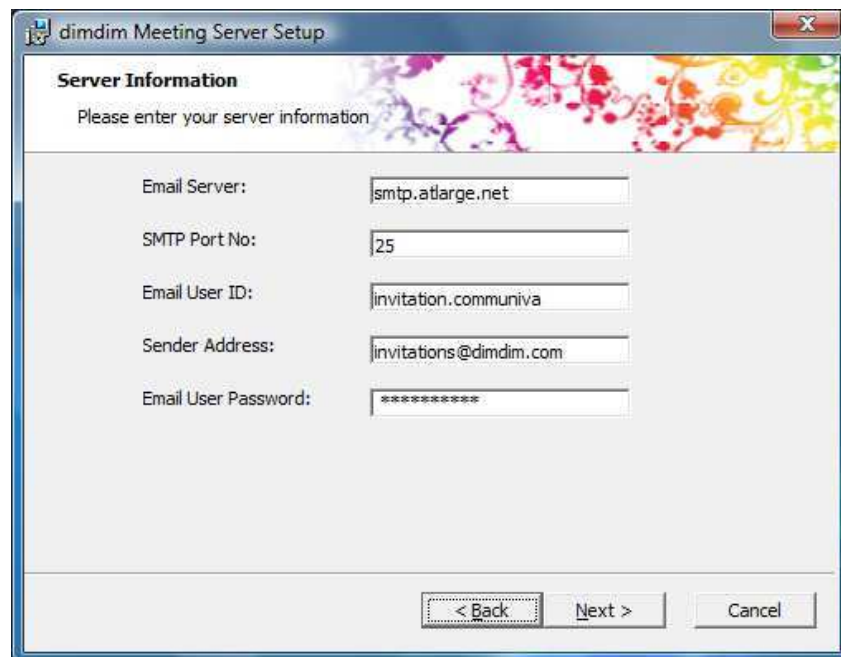 dimdim Meeting Server Setup
Server Information
Please enter your server information
Email Server: smtp.atlarge.net
SMTP Port No: 25
Email User ID: invitation.communiva
Sender Address: invitations@dimdim.com
Email User Password: **********
< Back Next > Cancel